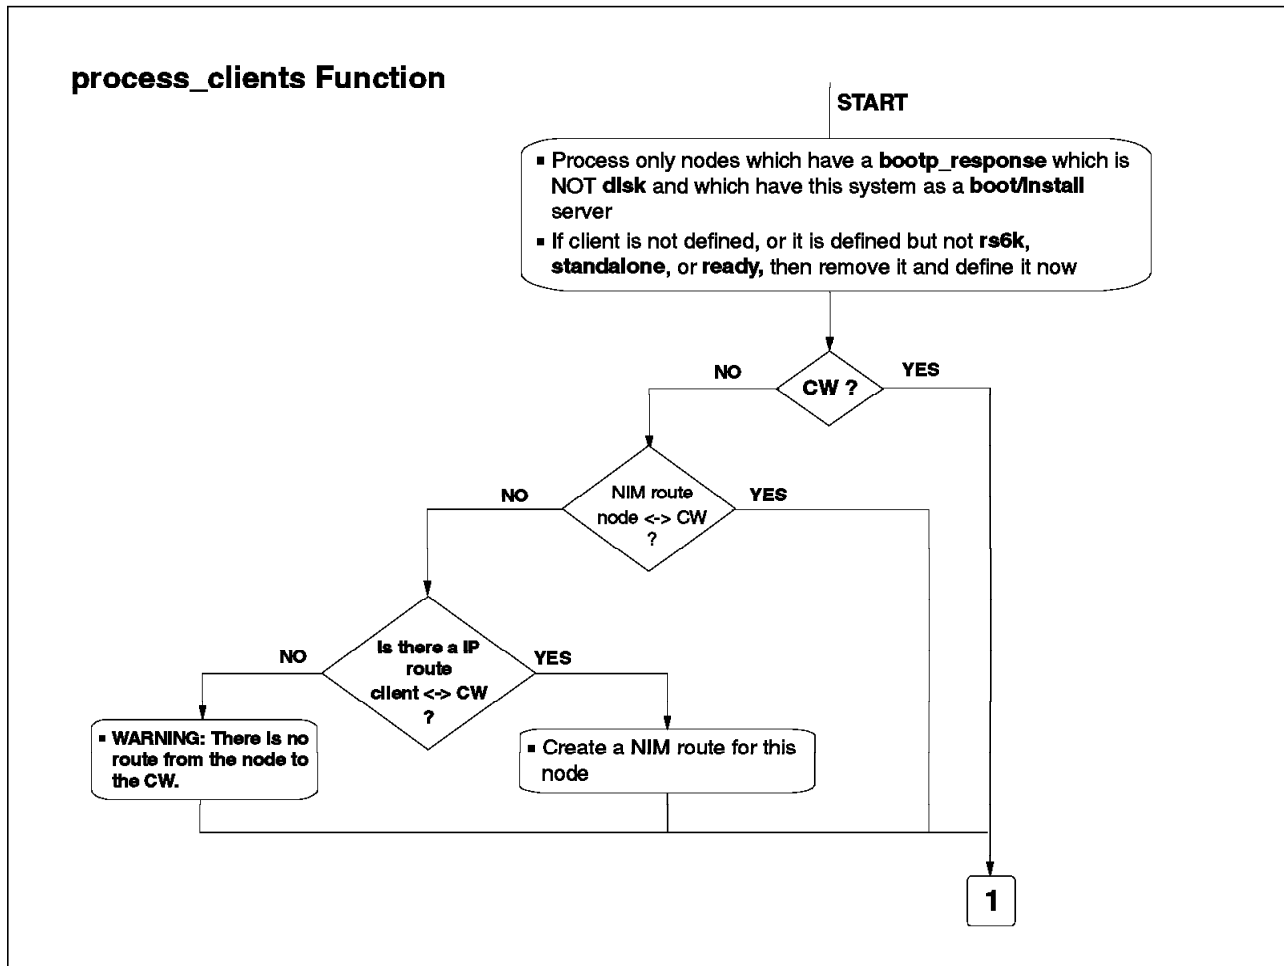 process_clients Function
START
▪ Process only nodes which have a bootp_response which is
NOT disk and which have this system as a boot/install
server
▪ If client is not defined, or it is defined but not rs6k,
standalone, or ready, then remove it and define it now
NO
CW ?
YES
NO
NIM route
node <-> CW
?
YES
NO
Is there a IP
route
client <-> CW
?
YES
▪ WARNING: There is no
route from the node to
the CW.
▪ Create a NIM route for this
node
1